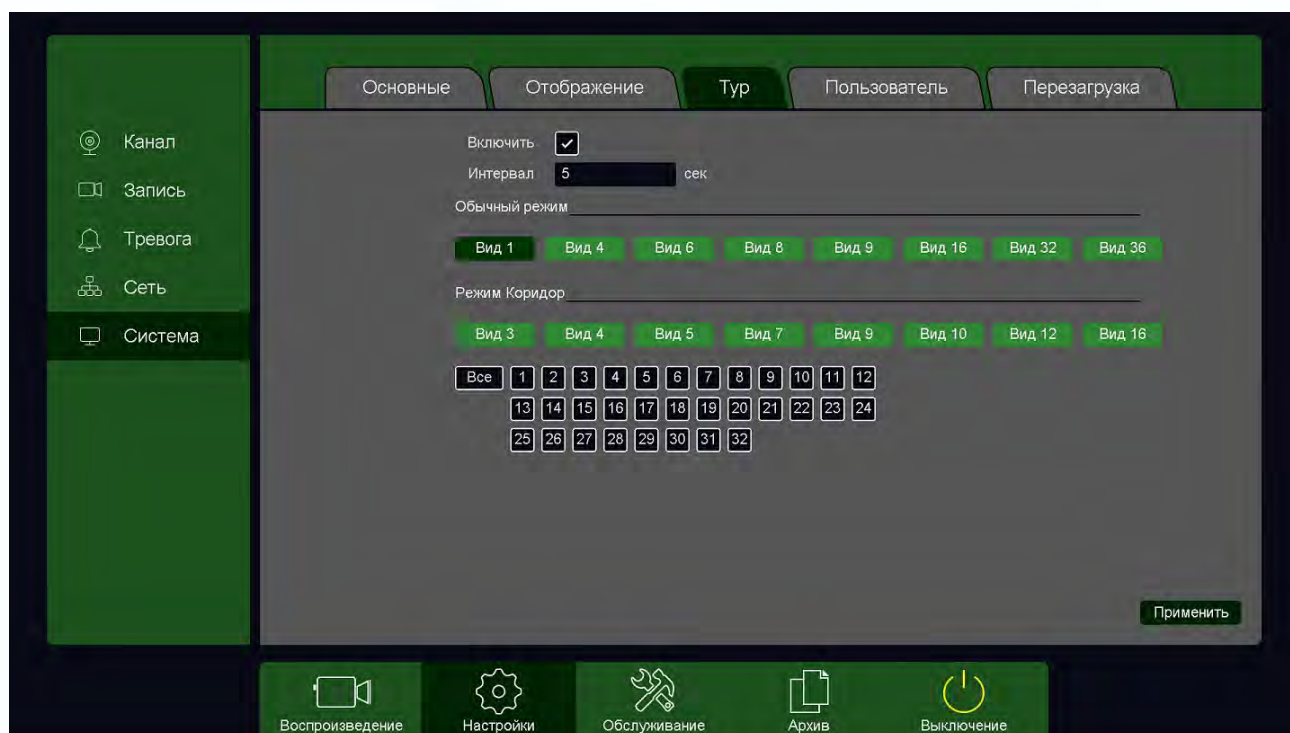 Основные Отображение Тур Пользователь Перезагрузка
Канал
Запись
Тревога
Сеть
Система
Включить
Интервал 5 сек
Обычный режим
Вид 1 Вид 4 Вид 6 Вид 8 Вид 9 Вид 16 Вид 32 Вид 36
Режим Коридор
Вид 3 Вид 4 Вид 5 Вид 7 Вид 9 Вид 10 Вид 12 Вид 16
Все 1 2 3 4 5 6 7 8 9 10 11 12
13 14 15 16 17 18 19 20 21 22 23 24
25 26 27 28 29 30 31 32
Применить
Воспроизведение Настройки Обслуживание Архив Выключение